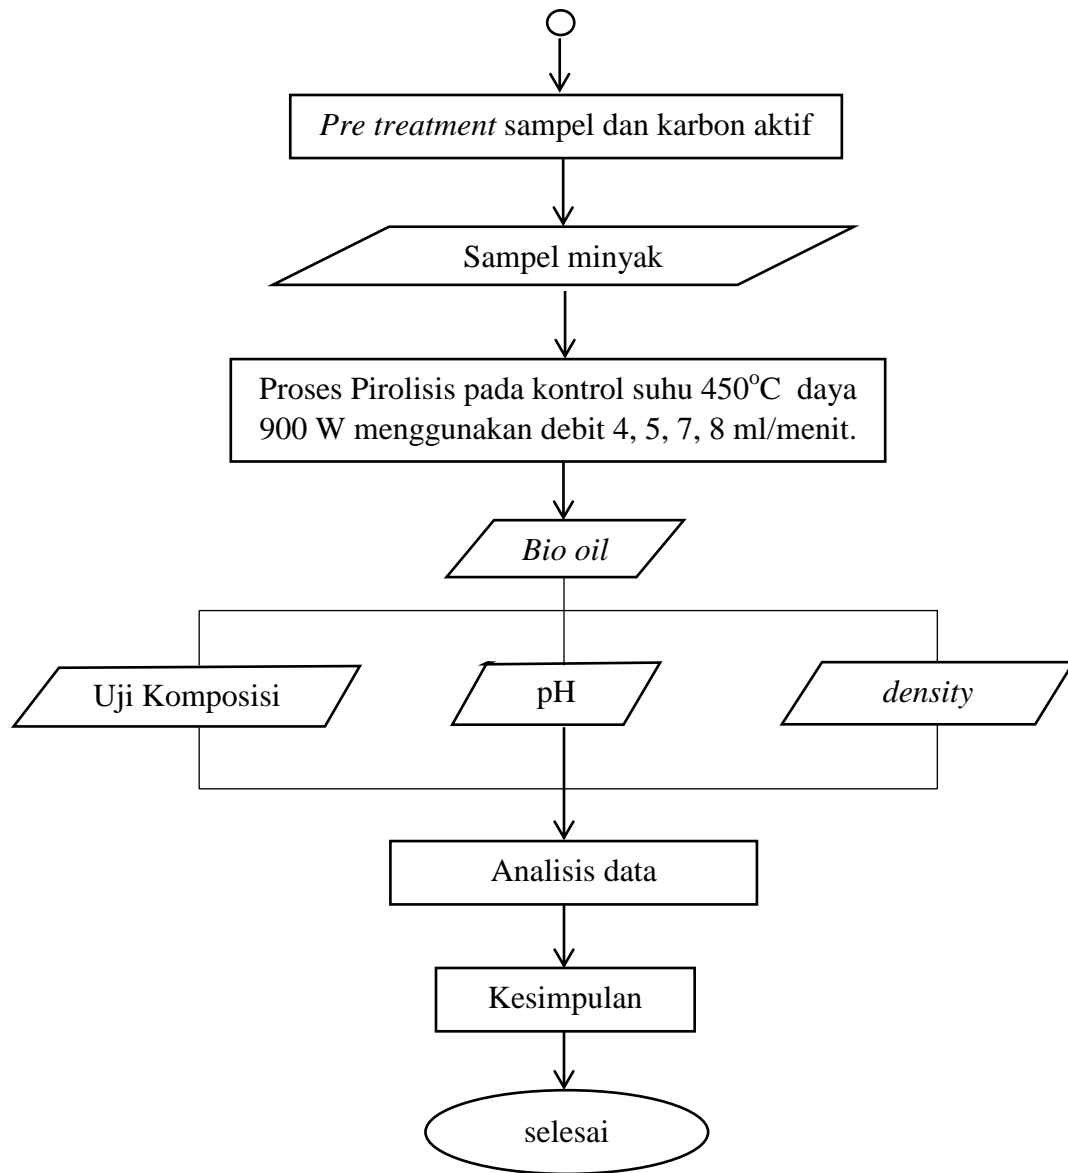 Pre treatment sampel dan karbon aktif
Sampel minyak
Proses Pirolisis pada kontrol suhu 450°C daya
900 W menggunakan debit 4, 5, 7, 8 ml/menit.
Bio oil
Uji Komposisi
pH
density
Analisis data
Kesimpulan
selesai